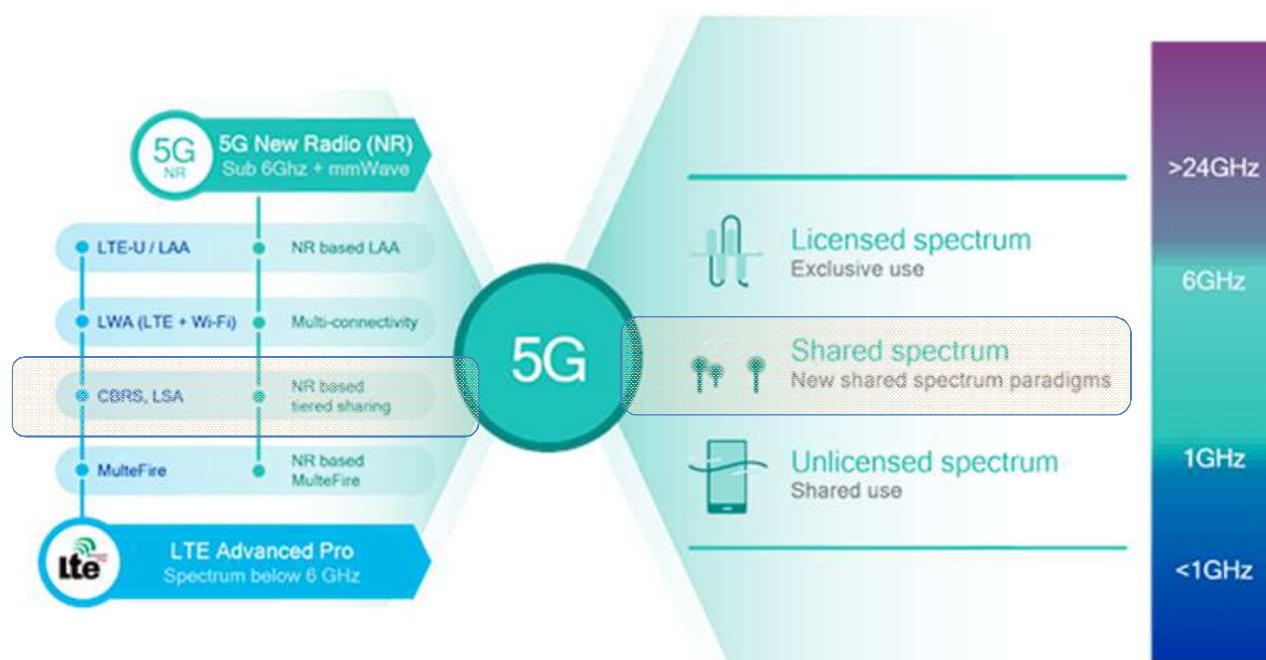 5G
NR
5G New Radio (NR)
Sub 6Ghz + mmWave
LTE-U / LAA
NR based LAA
LWA (LTE + Wi-Fi)
Multi-connectivity
CBRS, LSA
NR based
tiered sharing
MulteFire
NR based
MulteFire
Lte
LTE Advanced Pro
Spectrum below 6 GHz
5G
Licensed spectrum
Exclusive use
Shared spectrum
New shared spectrum paradigms
Unlicensed spectrum
Shared use
>24GHz
6GHz
1GHz
<1GHz